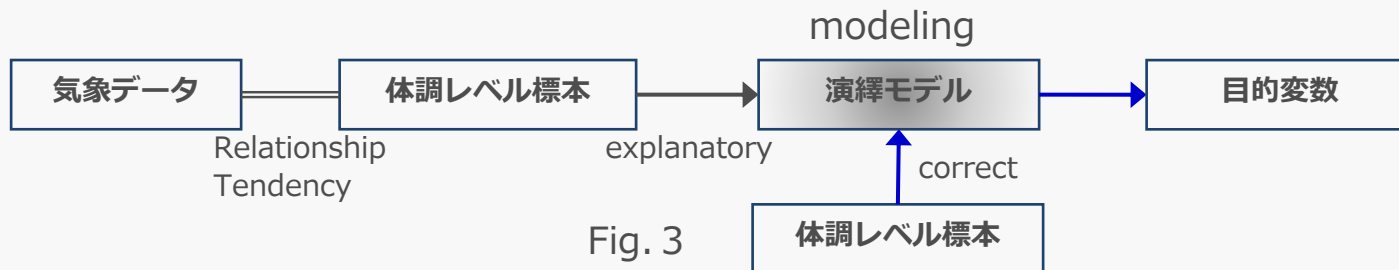 modeling
気象データ
体調レベル標本
演繹モデル
目的変数
Relationship
Tendency
explanatory
correct
Fig. 3
体調レベル標本